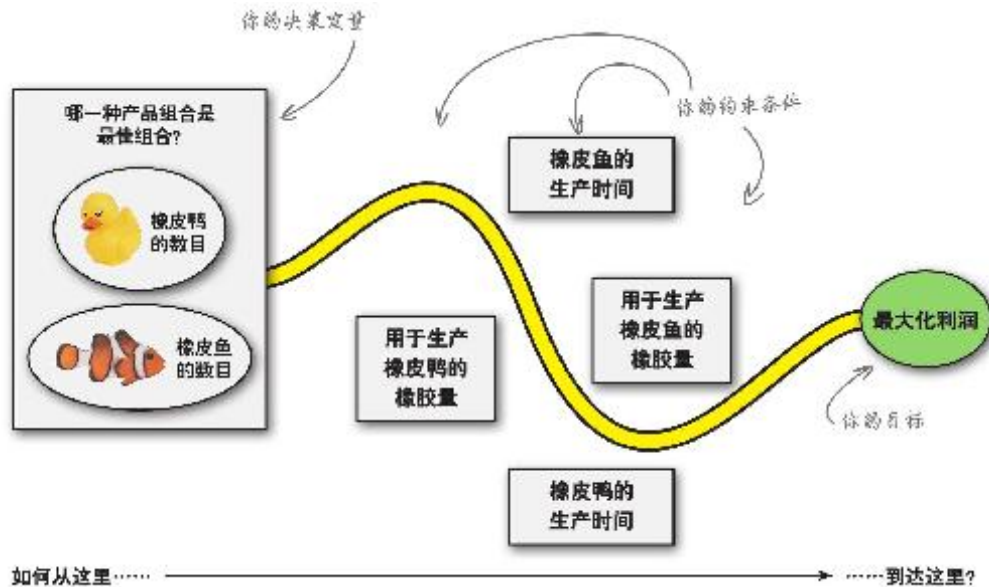 你的决策变量
哪一种产品组合是
最佳组合?
橡皮鸭
的数目
橡皮鱼
的数目
你的约束条件
橡皮鱼的
生产时间
用于生产
橡皮鸭的
橡胶量
用于生产
橡皮鱼的
橡胶量
橡皮鸭的
生产时间
最大化利润
你的目标
如何从这里……
……到达这里?